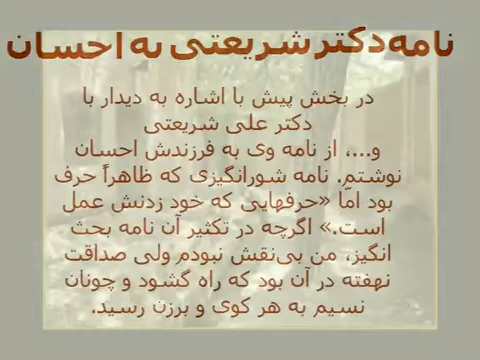 نامه دکتر شریعتی به احسان
در بخش پیش با اشاره به دیدار با
دکتر علی شریعتی
و...، از نامه وی به فرزندش احسان
نوشتم. نامه شورانگیزی که ظاهراً حرف
بود امّا «حرفهایی که خود زدنش عمل
است.» اگرچه در تکثیر آن نامه بحث
انگیز، من بی‌نقش نبودم ولی صداقت
نهفته در آن بود که راه گشود و چونان
نسیم به هر کوی و برزن رسید.